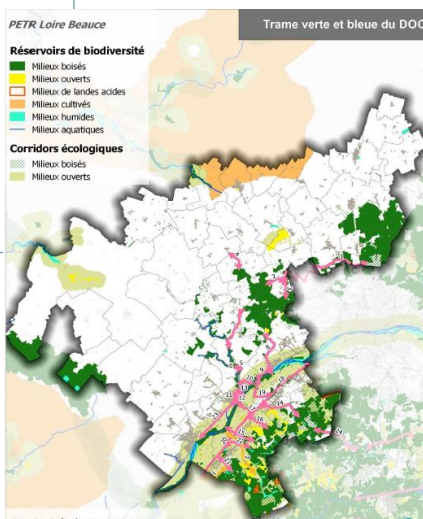 PETR Loire Beauce
Trame verte et bleue du DOO
Réservoirs de biodiversité
Milieux boisés
Milieux ouverts
Milieux de landes acides
Milieux cultivés
Milieux humides
Milieux aquatiques
Corridors écologiques
Milieux boisés
Milieux ouverts